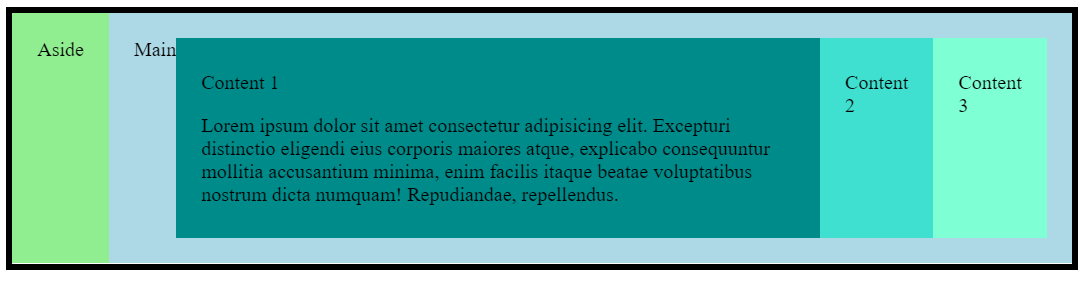 Aside
Main
Content 1
Lorem ipsum dolor sit amet consectetur adipisicing elit. Excepturi
distinctio eligendi eius corporis maiores atque, explicabo consequuntur
mollitia accusantium minima, enim facilis itaque beatae voluptatibus
nostrum dicta numquam! Repudiandae, repellendus.
Content
2
Content
3